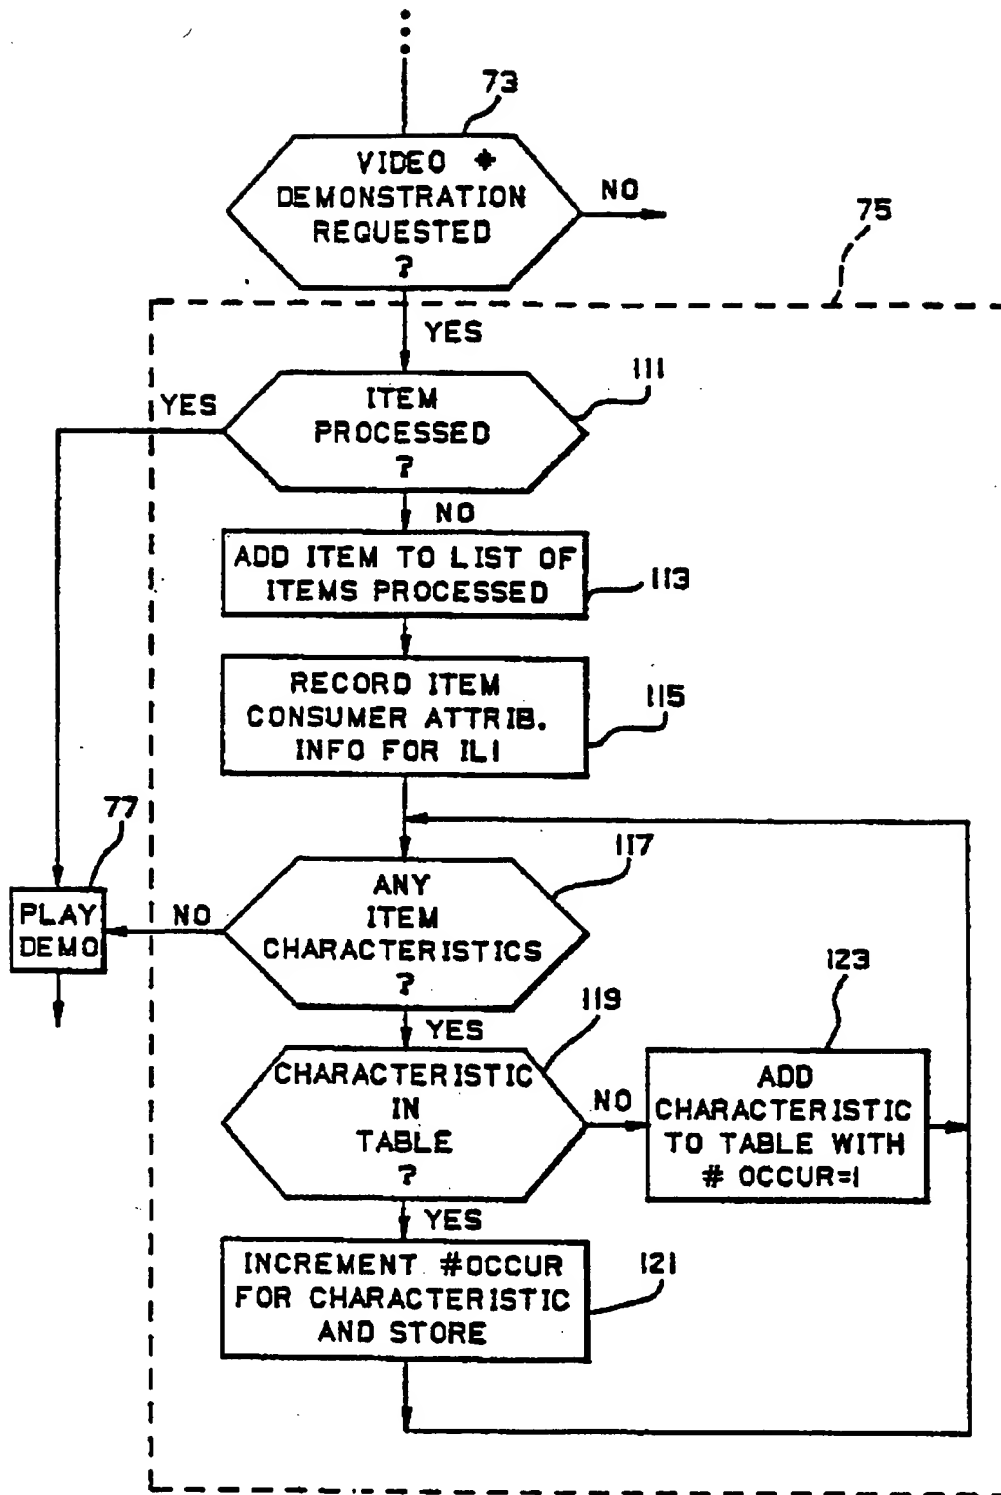 73
VIDEO *
DEMONSTRATION
REQUESTED
?
NO
75
YES
111
ITEM
PROCESSED
?
YES
NO
ADD ITEM TO LIST OF
ITEMS PROCESSED
113
RECORD ITEM
CONSUMER ATTRIB.
INFO FOR ILI
115
77
PLAY
DEMO
117
ANY
ITEM
CHARACTERISTICS
?
NO
YES
119
CHARACTERISTIC
IN
TABLE
?
NO
123
ADD
CHARACTERISTIC
TO TABLE WITH
# OCCUR=1
YES
INCREMENT #OCCUR
FOR CHARACTERISTIC
AND STORE
121